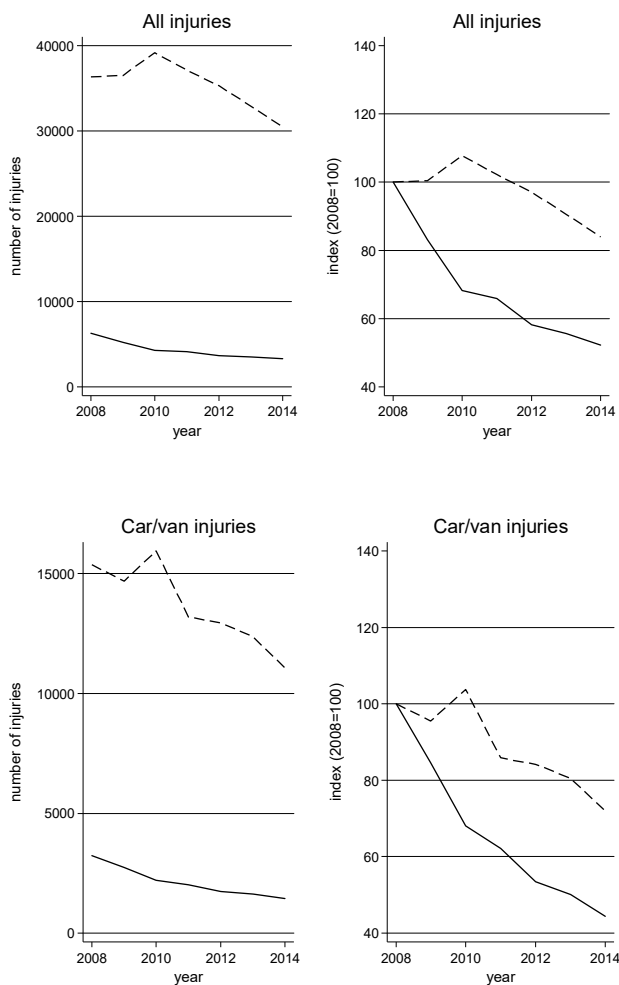 All injuries
40000
30000
20000
10000
0
number of injuries
2008 2010 2012 2014
year
All injuries
140
120
100
80
60
40
index (2008=100)
2008 2010 2012 2014
year
Car/van injuries
15000
10000
5000
0
number of injuries
2008 2010 2012 2014
year
Car/van injuries
140
120
100
80
60
40
index (2008=100)
2008 2010 2012 2014
year